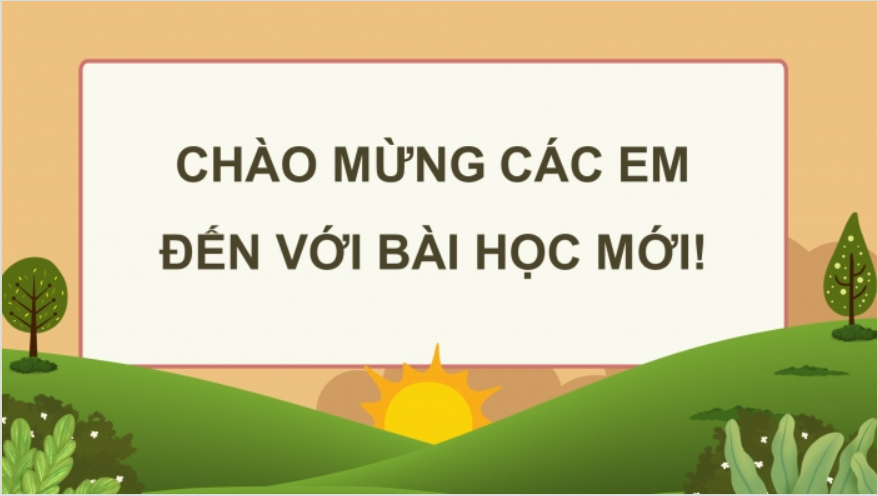 CHÀO MỪNG CÁC EM
ĐẾN VỚI BÀI HỌC MỚI!